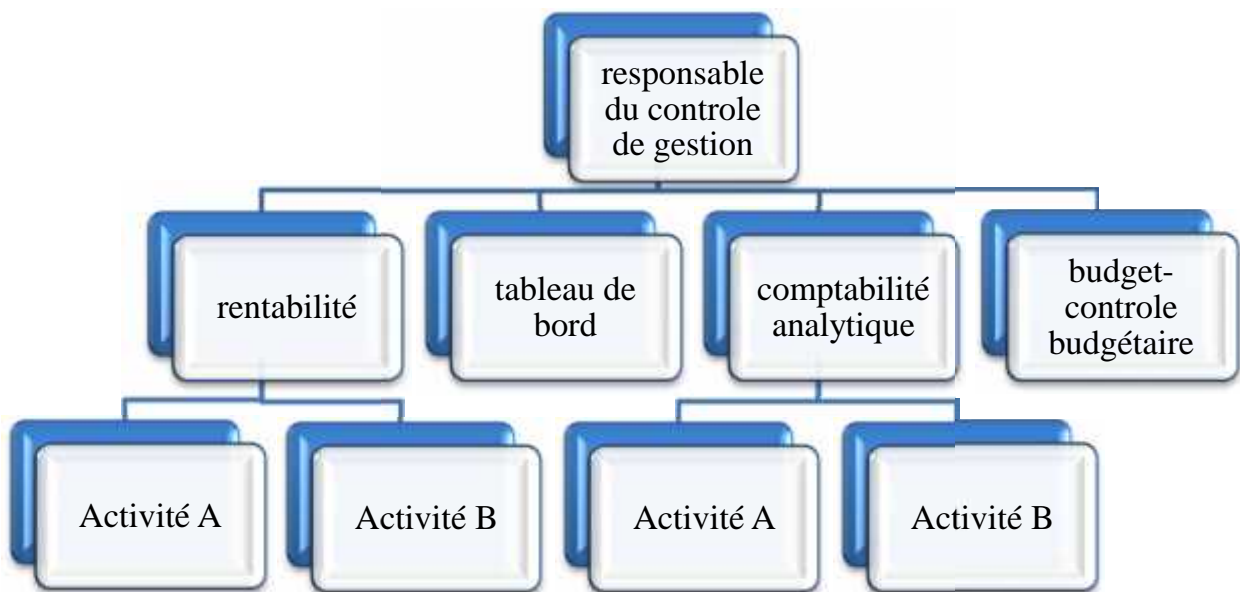 responsable
du controle
de gestion
rentabilité
tableau de
bord
comptabilité
analytique
budget-
controle
budgétaire
Activité A
Activité B
Activité A
Activité B